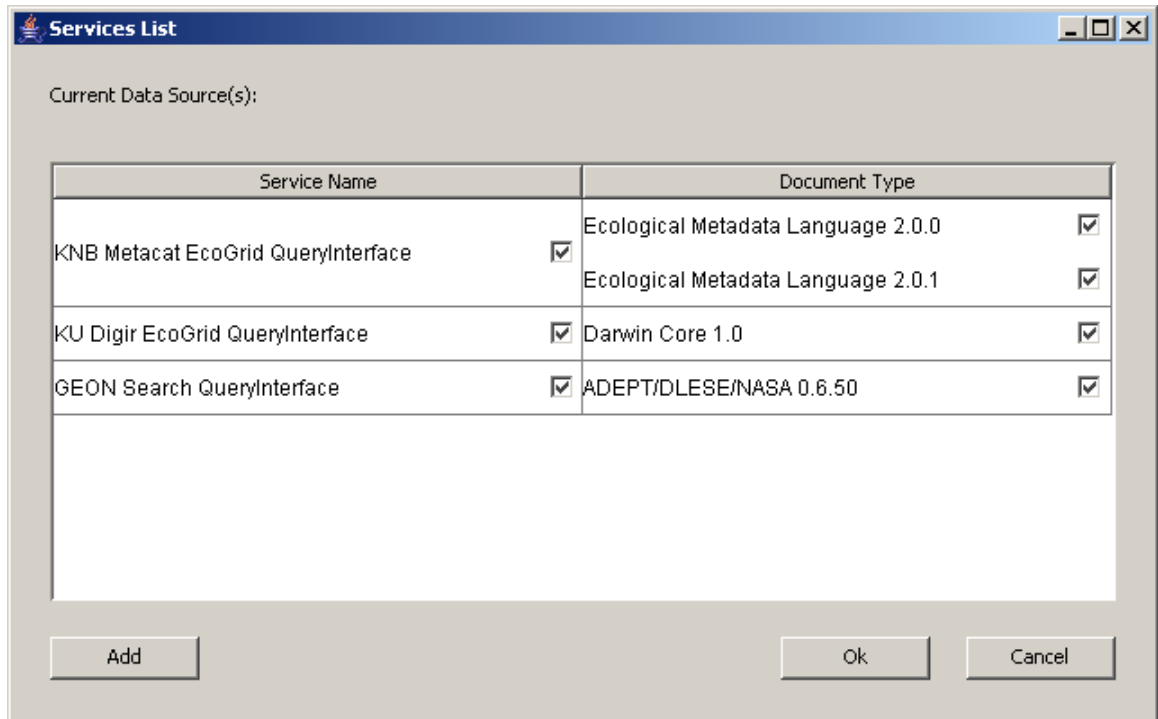 Services List
Current Data Source(s):
Service Name Document Type
KNB Metacat EcoGrid QueryInterface Ecological Metadata Language 2.0.0
Ecological Metadata Language 2.0.1
KU Digir EcoGrid QueryInterface Darwin Core 1.0
GEON Search QueryInterface ADEPT/DLESE/NASA 0.6.50
Add Ok Cancel